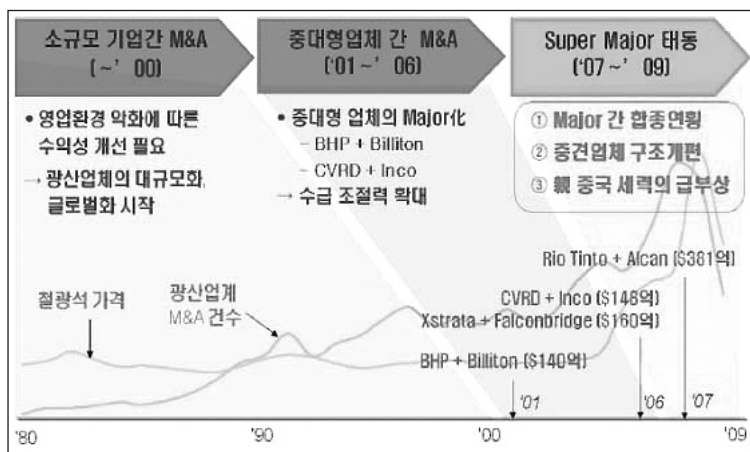 소규모 기업간 M&A
(~’00)
중대형업체 간 M&A
(‘01~’06)
Super Major 태동
(‘07~’09)
• 영업환경 악화에 따른
수익성 개선 필요
→ 광산업체의 대규모화,
글로벌화 시작
• 중대형 업체의 Major化
– BHP + Billiton
– CVRD + Inco
→ 수급 조절력 확대
① Major 간 합종연횡
② 중견업체 구조개편
③ 親 중국 세력의 급부상
철광석 가격
광산업계
M&A 건수
Rio Tinto + Alcan ($381억)
CVRD + Inco ($148억)
Xstrata + Falconbridge ($160억)
BHP + Billiton ($140억)
‘01
‘06
‘07
‘80
‘90
‘00
‘09